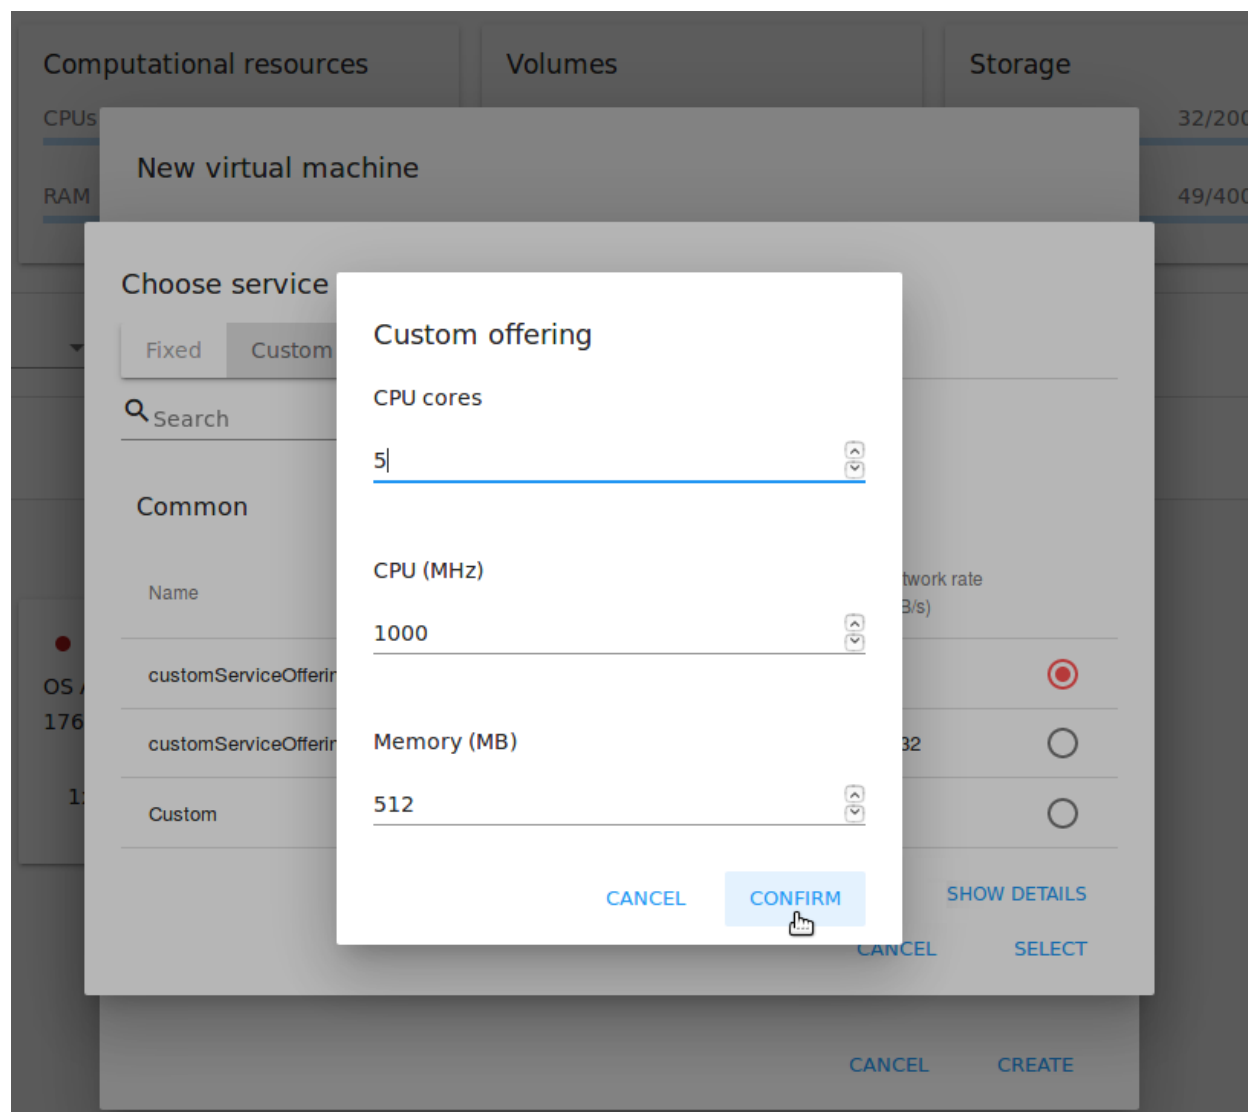 Computational resources
Volumes
Storage
CPUs
32/200
RAM
49/400
New virtual machine
Choose service
Fixed
Custom
Search
Common
Name
rate
Custom offering
CPU cores
5
CPU (MHz)
1000
Memory (MB)
512
CANCEL
CONFIRM
OS
176
Custom
SHOW DETAILS
CANCEL
SELECT
CANCEL
CREATE